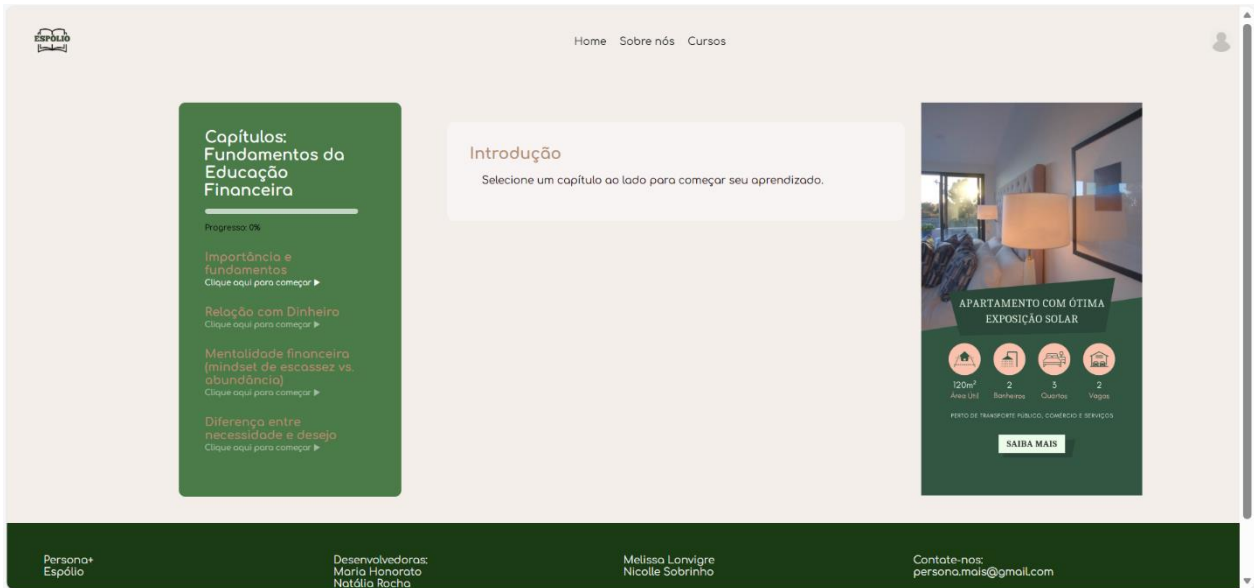 ESPÓLIO
Home Sobre nós Cursos
Capítulos:
Fundamentos da
Educação
Financeira
Progresso: 0%
Importância e
fundamentos
Clique aqui para começar ▶
Relação com Dinheiro
Clique aqui para começar ▶
Mentalidade financeira
(mindset de escassez vs.
abundância)
Clique aqui para começar ▶
Diferença entre
necessidade e desejo
Clique aqui para começar ▶
Introdução
Selecione um capítulo ao lado para começar seu aprendizado.
APARTAMENTO COM ÓTIMA
EXPOSIÇÃO SOLAR
120m² 2 3 2
Área Útil Banheiros Quartos Vagas
PERTO DE TRANSPORTE PÚBLICO, COMÉRCIO E SERVIÇOS
SAIBA MAIS
Persona+
Espólio
Desenvolvedoras:
Maria Honorato
Natália Rocha
Melissa Lanvigre
Nicolle Sobrinho
Contate-nos:
persona.mais@gmail.com